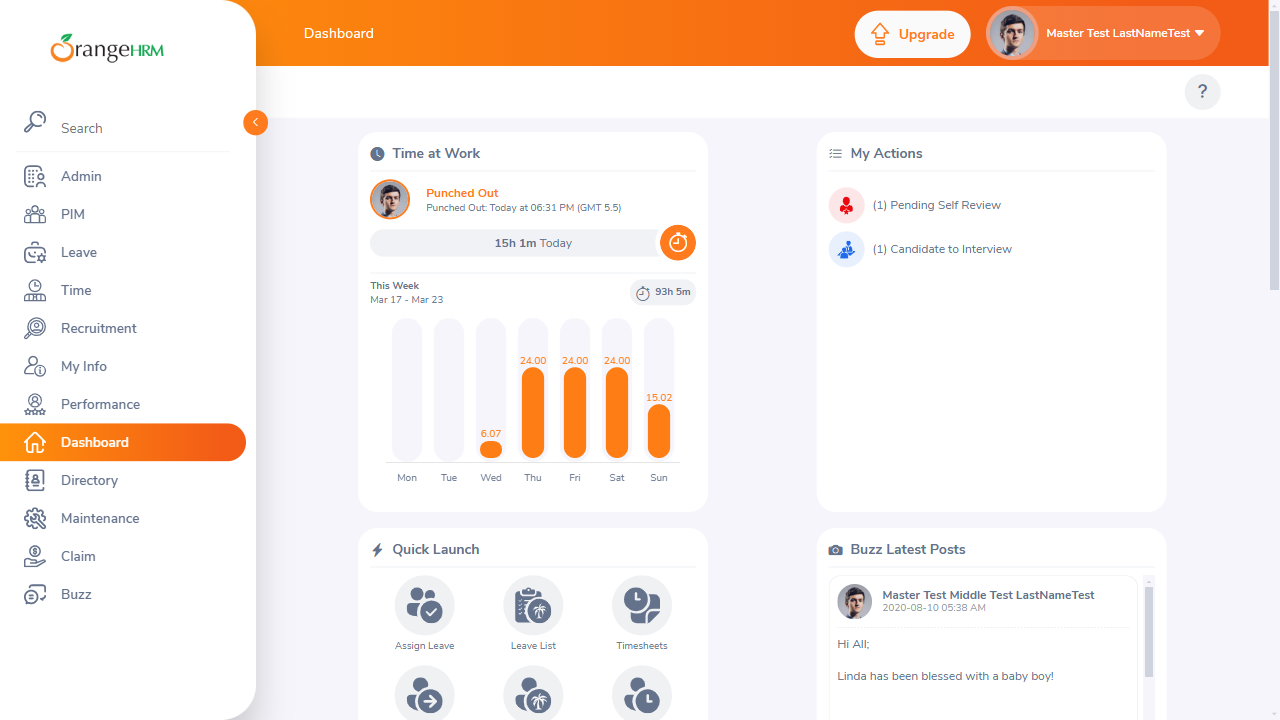 OrangeHRM
Search
Admin
PIM
Leave
Time
Recruitment
My Info
Performance
Dashboard
Directory
Maintenance
Claim
Buzz
Dashboard
Upgrade
Master Test LastNameTest
?
Time at Work
Punched Out
Punched Out: Today at 06:31 PM (GMT 5.5)
15h 1m Today
This Week
Mar 17 - Mar 23
93h 5m
24.00 24.00 24.00
15.02
6.07
Mon Tue Wed Thu Fri Sat Sun
My Actions
(1) Pending Self Review
(1) Candidate to Interview
Quick Launch
Assign Leave
Leave List
Timesheets
Buzz Latest Posts
Master Test Middle Test LastNameTest
2020-08-10 05:38 AM
Hi All;
Linda has been blessed with a baby boy!